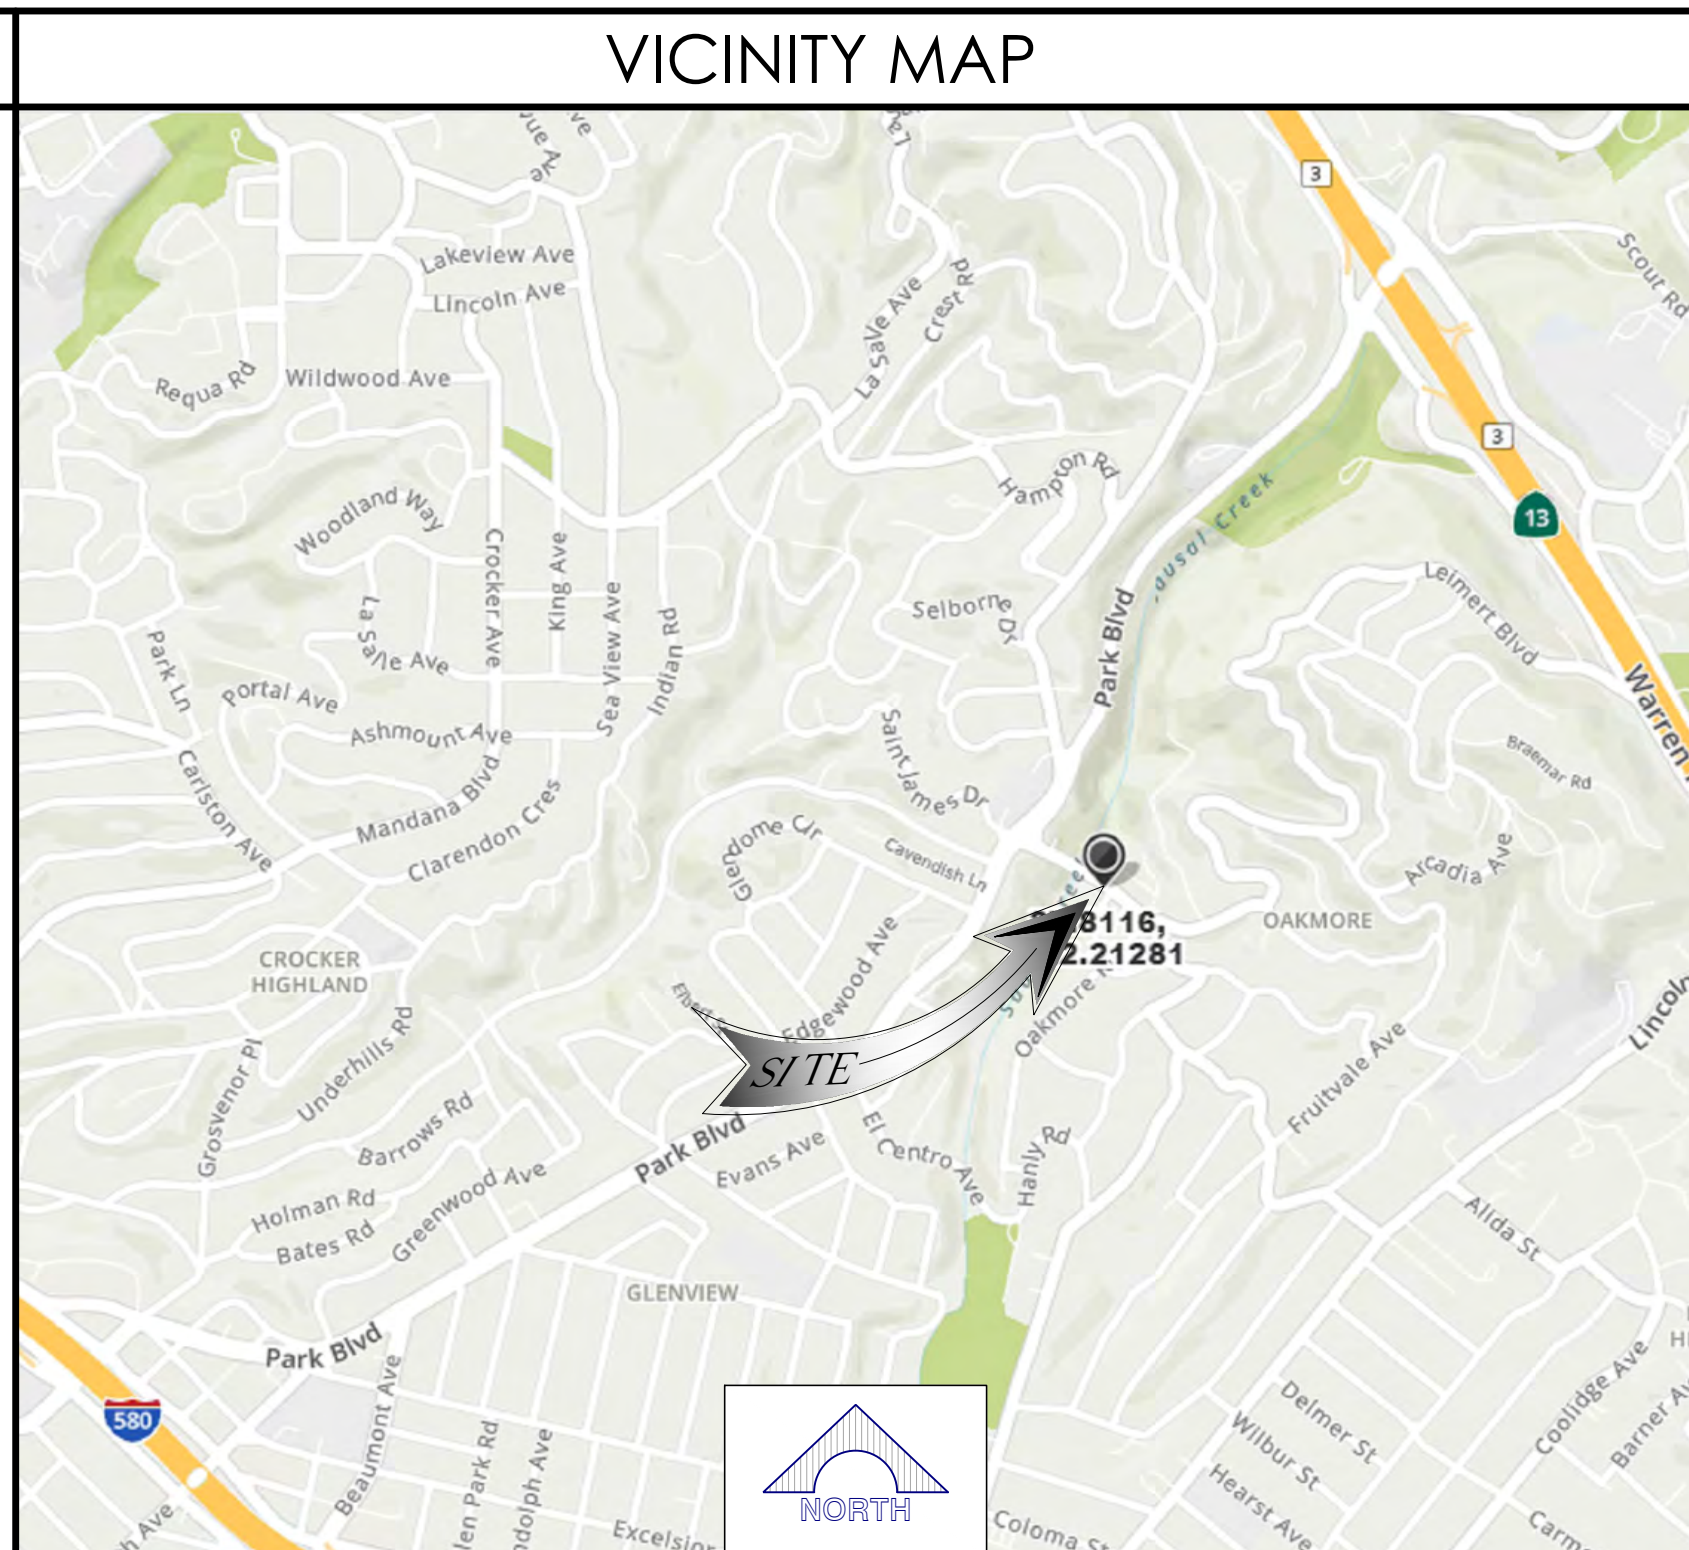 VICINITY MAP
3
Lakeview Ave
Lincoln Ave
La Salle Ave
Crest Rd
Scout Rd
Requa Rd
Wildwood Ave
3
Hampton Rd
Creek
13
Woodland Way
Crocker Ave
King Ave
Sea View Ave
Indian Rd
Selborne Dr
Park Blvd
Leimert Blvd
La Salle Ave
Park Ln
Portal Ave
Ashmount Ave
Saint James Dr
Warren
Braemar Rd
Carlston Ave
Mandana Blvd
Clarendon Cres
Glendome Cir
Cavendish Ln
Arcadia Ave
8116,
2.21281
OAKMORE
CROCKER
HIGHLAND
Edgewood Ave
Oakmore
Lincoln
SITE
Grosvenor Pl
Underhills Rd
Fruitvale Ave
Barrows Rd
Park Blvd
Evans Ave
El Centro Ave
Hanly Rd
Holman Rd
Bates Rd
Greenwood Ave
Alida St
GLENVIEW
Park Blvd
580
Beaumont Ave
Park Rd
Ave
Excelsior
NORTH
Coloma
Delmer St
Wilbur St
Hearst Ave
Coolidge Ave
Barner